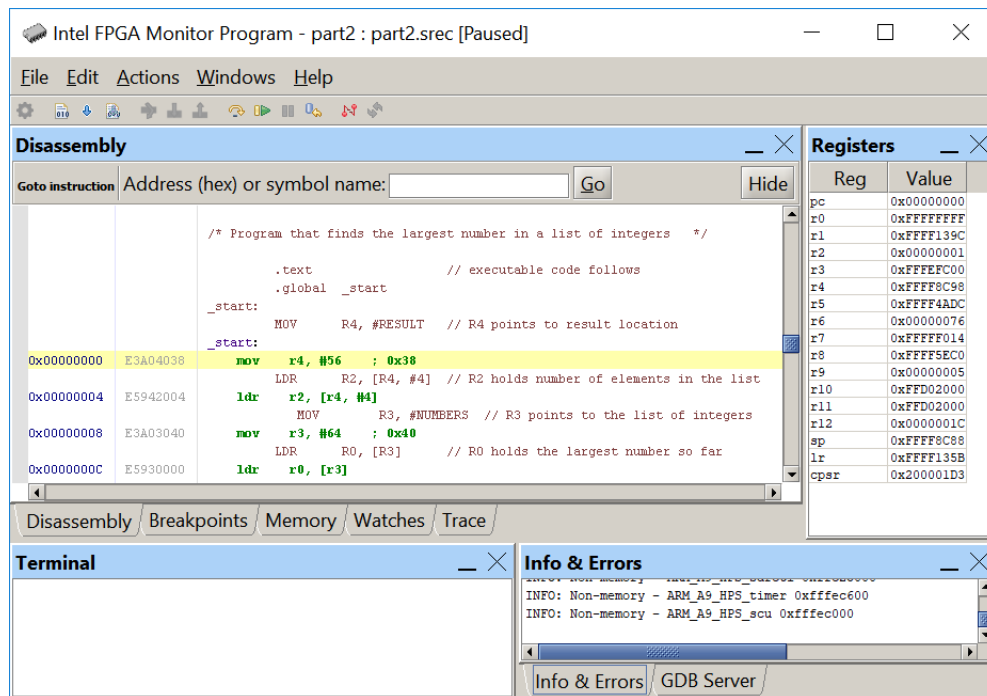 Intel FPGA Monitor Program - part2 : part2.srec [Paused]
File Edit Actions Windows Help
Disassembly
Goto instruction Address (hex) or symbol name: Go Hide
/* Program that finds the largest number in a list of integers */
.text // executable code follows
.global _start
_start:
MOV R4, #RESULT // R4 points to result location
_start:
0x00000000 E3A04038 mov r4, #56 ; 0x38
LDR R2, [R4, #4] // R2 holds number of elements in the list
0x00000004 E5942004 ldr r2, [r4, #4]
MOV R3, #NUMBERS // R3 points to the list of integers
0x00000008 E3A03040 mov r3, #64 ; 0x40
LDR R0, [R3] // R0 holds the largest number so far
0x0000000C E5930000 ldr r0, [r3]
Disassembly Breakpoints Memory Watches Trace
Registers
Reg Value
pc 0x00000000
r0 0xFFFFFFFF
r1 0xFFFF139C
r2 0x00000001
r3 0xFFFEFC00
r4 0xFFFF8C98
r5 0xFFFF4ADC
r6 0x00000076
r7 0xFFFFF014
r8 0xFFFF5EC0
r9 0x00000005
r10 0xFFD02000
r11 0xFFD02000
r12 0x0000001C
sp 0xFFFF8C88
lr 0xFFFF135B
cpsr 0x200001D3
Terminal
Info & Errors
INFO: Non-memory - ARM_A9_HPS_timer 0xfffec600
INFO: Non-memory - ARM_A9_HPS_scu 0xfffec000
Info & Errors GDB Server